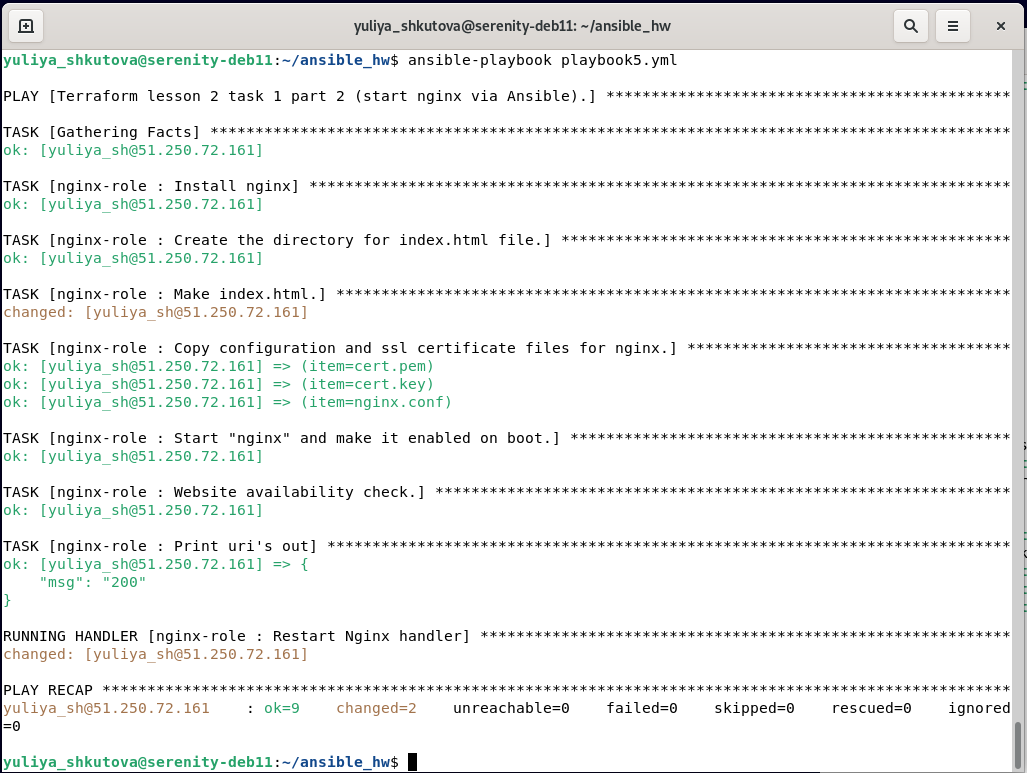 yuliya_shkutova@serenity-deb11: ~/ansible_hw
yuliya_shkutova@serenity-deb11:~/ansible_hw$ ansible-playbook playbook5.yml
PLAY [Terraform lesson 2 task 1 part 2 (start nginx via Ansible).] *********************************************
TASK [Gathering Facts] *****************************************************************************************
ok: [yuliya_sh@51.250.72.161]
TASK [nginx-role : Install nginx] ******************************************************************************
ok: [yuliya_sh@51.250.72.161]
TASK [nginx-role : Create the directory for index.html file.] **************************************************
ok: [yuliya_sh@51.250.72.161]
TASK [nginx-role : Make index.html.] ***************************************************************************
changed: [yuliya_sh@51.250.72.161]
TASK [nginx-role : Copy configuration and ssl certificate files for nginx.] ************************************
ok: [yuliya_sh@51.250.72.161] => (item=cert.pem)
ok: [yuliya_sh@51.250.72.161] => (item=cert.key)
ok: [yuliya_sh@51.250.72.161] => (item=nginx.conf)
TASK [nginx-role : Start "nginx" and make it enabled on boot.] *************************************************
ok: [yuliya_sh@51.250.72.161]
TASK [nginx-role : Website availability check.] ****************************************************************
ok: [yuliya_sh@51.250.72.161]
TASK [nginx-role : Print uri's out] ****************************************************************************
ok: [yuliya_sh@51.250.72.161] => {
    "msg": "200"
}
RUNNING HANDLER [nginx-role : Restart Nginx handler] ***********************************************************
changed: [yuliya_sh@51.250.72.161]
PLAY RECAP *****************************************************************************************************
yuliya_sh@51.250.72.161    : ok=9    changed=2    unreachable=0    failed=0    skipped=0    rescued=0    ignored
=0
yuliya_shkutova@serenity-deb11:~/ansible_hw$